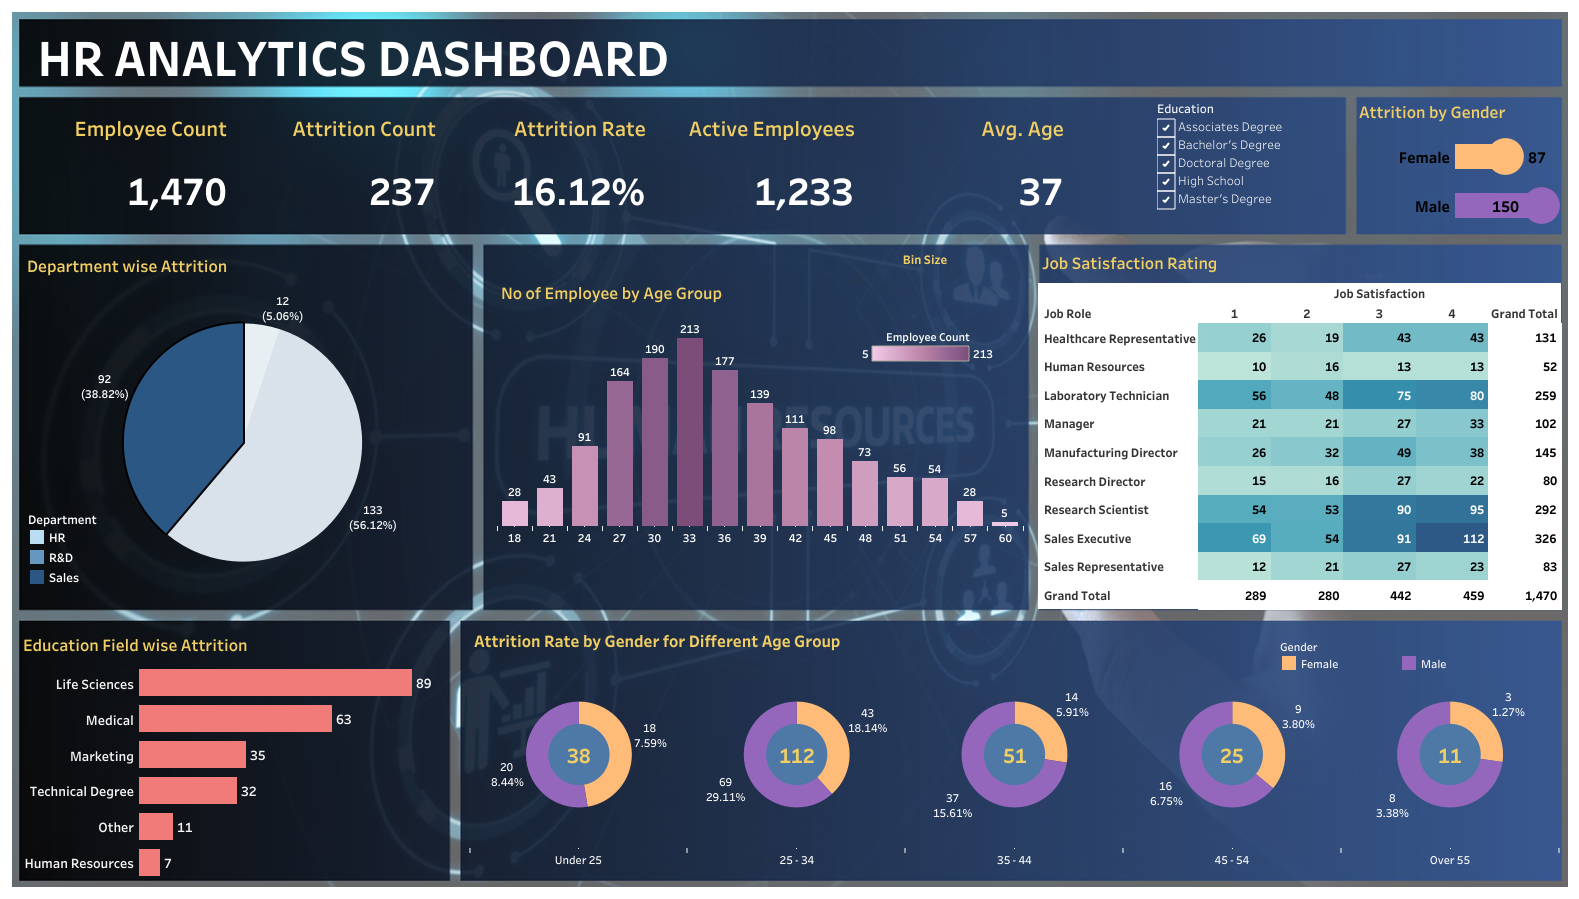 HR ANALYTICS DASHBOARD
Employee Count
1,470
Attrition Count
237
Attrition Rate
16.12%
Active Employees
1,233
Avg. Age
37
Education
Associates Degree
Bachelor's Degree
Doctoral Degree
High School
Master's Degree
Attrition by Gender
Female 87
Male 150
Department wise Attrition
12
(5.06%)
92
(38.82%)
133
(56.12%)
Department
HR
R&D
Sales
Bin Size
No of Employee by Age Group
Employee Count
5 213
28 43 91 164 190 213 177 139 111 98 73 56 54 28 5
18 21 24 27 30 33 36 39 42 45 48 51 54 57 60
HUMAN RESOURCES
Job Satisfaction Rating
Job Satisfaction
Job Role 1 2 3 4 Grand Total
Healthcare Representative 26 19 43 43 131
Human Resources 10 16 13 13 52
Laboratory Technician 56 48 75 80 259
Manager 21 21 27 33 102
Manufacturing Director 26 32 49 38 145
Research Director 15 16 27 22 80
Research Scientist 54 53 90 95 292
Sales Executive 69 54 91 112 326
Sales Representative 12 21 27 23 83
Grand Total 289 280 442 459 1,470
Education Field wise Attrition
Life Sciences 89
Medical 63
Marketing 35
Technical Degree 32
Other 11
Human Resources 7
Attrition Rate by Gender for Different Age Group
Gender
Female Male
38
18
7.59%
20
8.44%
112
43
18.14%
69
29.11%
51
14
5.91%
37
15.61%
25
9
3.80%
16
6.75%
11
3
1.27%
8
3.38%
Under 25 25 - 34 35 - 44 45 - 54 Over 55